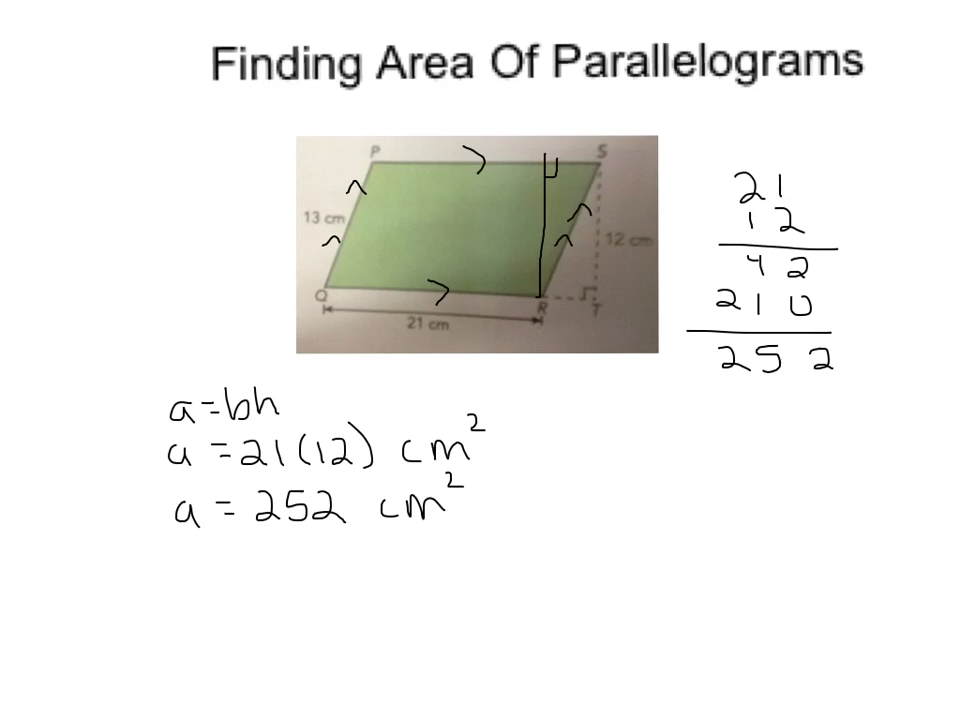 Finding Area Of Parallelograms
P S
13 cm
12 cm
Q R T
21 cm
21
12
42
210
252
a=bh
a=21(12) cm²
a=252 cm²